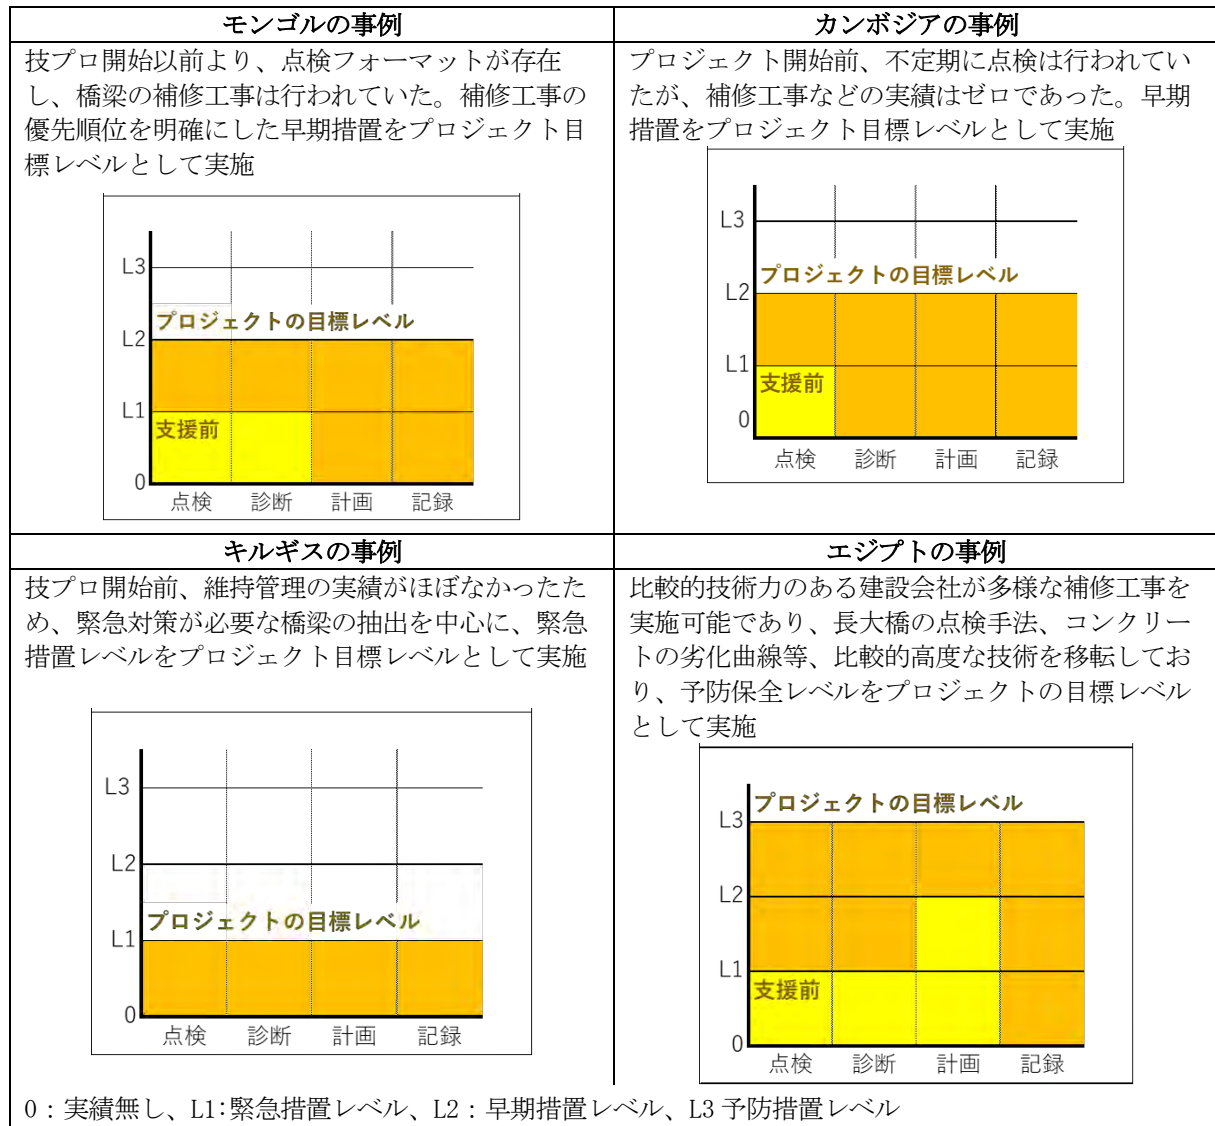 モンゴルの事例
技プロ開始以前より、点検フォーマットが存在
し、橋梁の補修工事は行われていた。補修工事の
優先順位を明確にした早期措置をプロジェクト目
標レベルとして実施
L3
プロジェクトの目標レベル
L2
L1
支援前
0
点検 診断 計画 記録
カンボジアの事例
プロジェクト開始前、不定期に点検は行われてい
たが、補修工事などの実績はゼロであった。早期
措置をプロジェクト目標レベルとして実施
L3
プロジェクトの目標レベル
L2
L1
支援前
0
点検 診断 計画 記録
キルギスの事例
技プロ開始前、維持管理の実績がほぼなかったた
め、緊急対策が必要な橋梁の抽出を中心に、緊急
措置レベルをプロジェクト目標レベルとして実施
L3
L2
プロジェクトの目標レベル
L1
0
点検 診断 計画 記録
エジプトの事例
比較的技術力のある建設会社が多様な補修工事を
実施可能であり、長大橋の点検手法、コンクリー
トの劣化曲線等、比較的高度な技術を移転してお
り、予防保全レベルをプロジェクトの目標レベル
として実施
プロジェクトの目標レベル
L3
L2
L1
支援前
0
点検 診断 計画 記録
0：実績無し、L1:緊急措置レベル、L2：早期措置レベル、L3 予防措置レベル